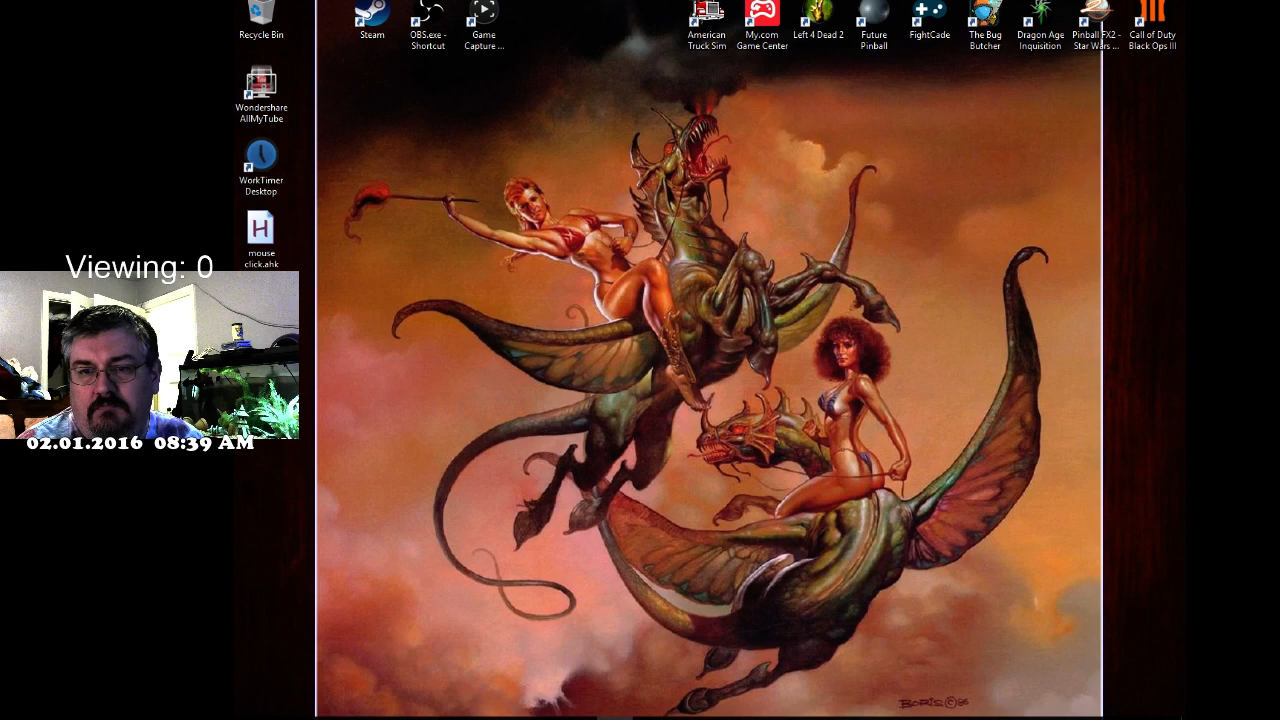 Recycle Bin
Steam
OBS.exe -
Shortcut
Game
Capture ...
American
Truck Sim
My.com
Game Center
Left 4 Dead 2
Future
Pinball
FightCade
The Bug
Butcher
Dragon Age
Inquisition
Pinball FX2 -
Star Wars ...
Call of Duty
Black Ops III
Wondershare
AllMyTube
WorkTimer
Desktop
H
mouse
click.ahk
Viewing: 0
02.01.2016 08:39 AM
BORIS © 86